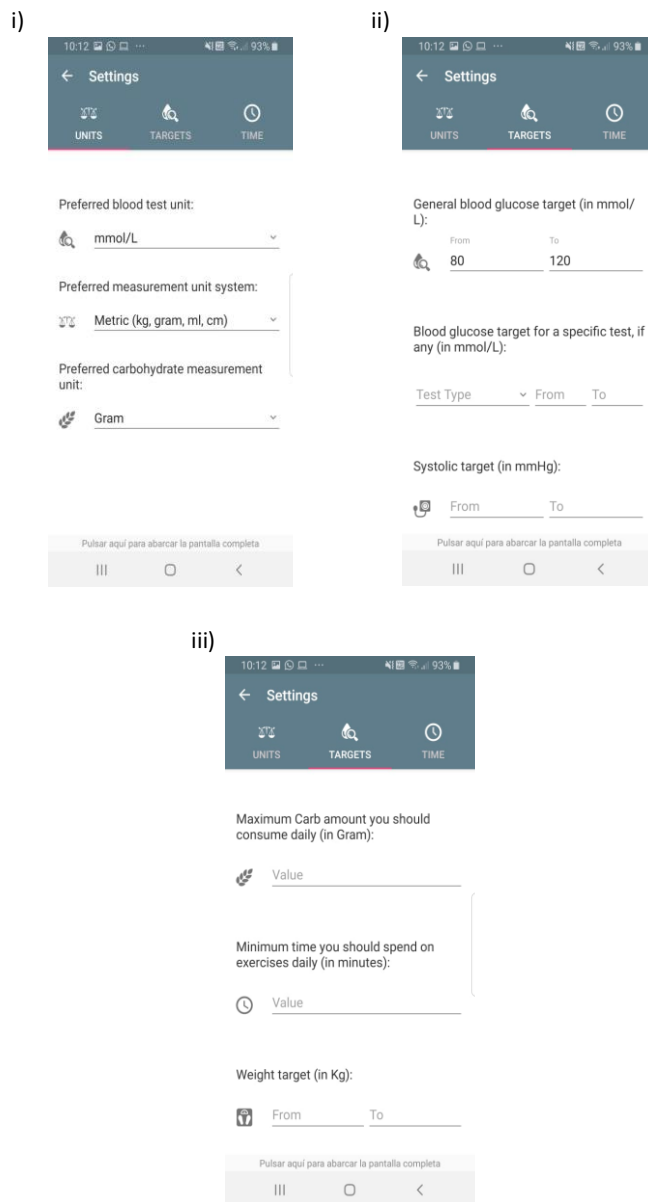 i)
10:12 ... 93%
Settings
UNITS TARGETS TIME
Preferred blood test unit:
mmol/L
Preferred measurement unit system:
Metric (kg, gram, ml, cm)
Preferred carbohydrate measurement
unit:
Gram
Pulsar aquí para abarcar la pantalla completa
ii)
10:12 ... 93%
Settings
UNITS TARGETS TIME
General blood glucose target (in mmol/
L):
From To
80 120
Blood glucose target for a specific test, if
any (in mmol/L):
Test Type From To
Systolic target (in mmHg):
From To
Pulsar aquí para abarcar la pantalla completa
iii)
10:12 ... 93%
Settings
UNITS TARGETS TIME
Maximum Carb amount you should
consume daily (in Gram):
Value
Minimum time you should spend on
exercises daily (in minutes):
Value
Weight target (in Kg):
From To
Pulsar aquí para abarcar la pantalla completa